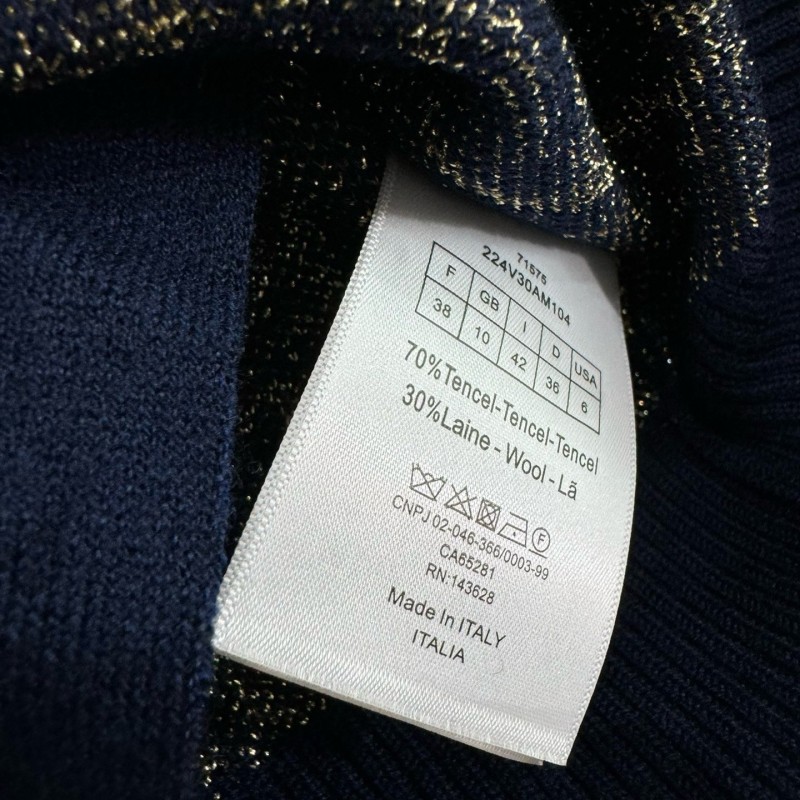 71575
224V30AM104
F GB I D USA
38 10 42 36 6
70%Tencel-Tencel-Tencel
30%Laine - Wool - Lã
F
CNPJ 02-046-366/0003-99
CA65281
RN:143628
Made In ITALY
ITALIA